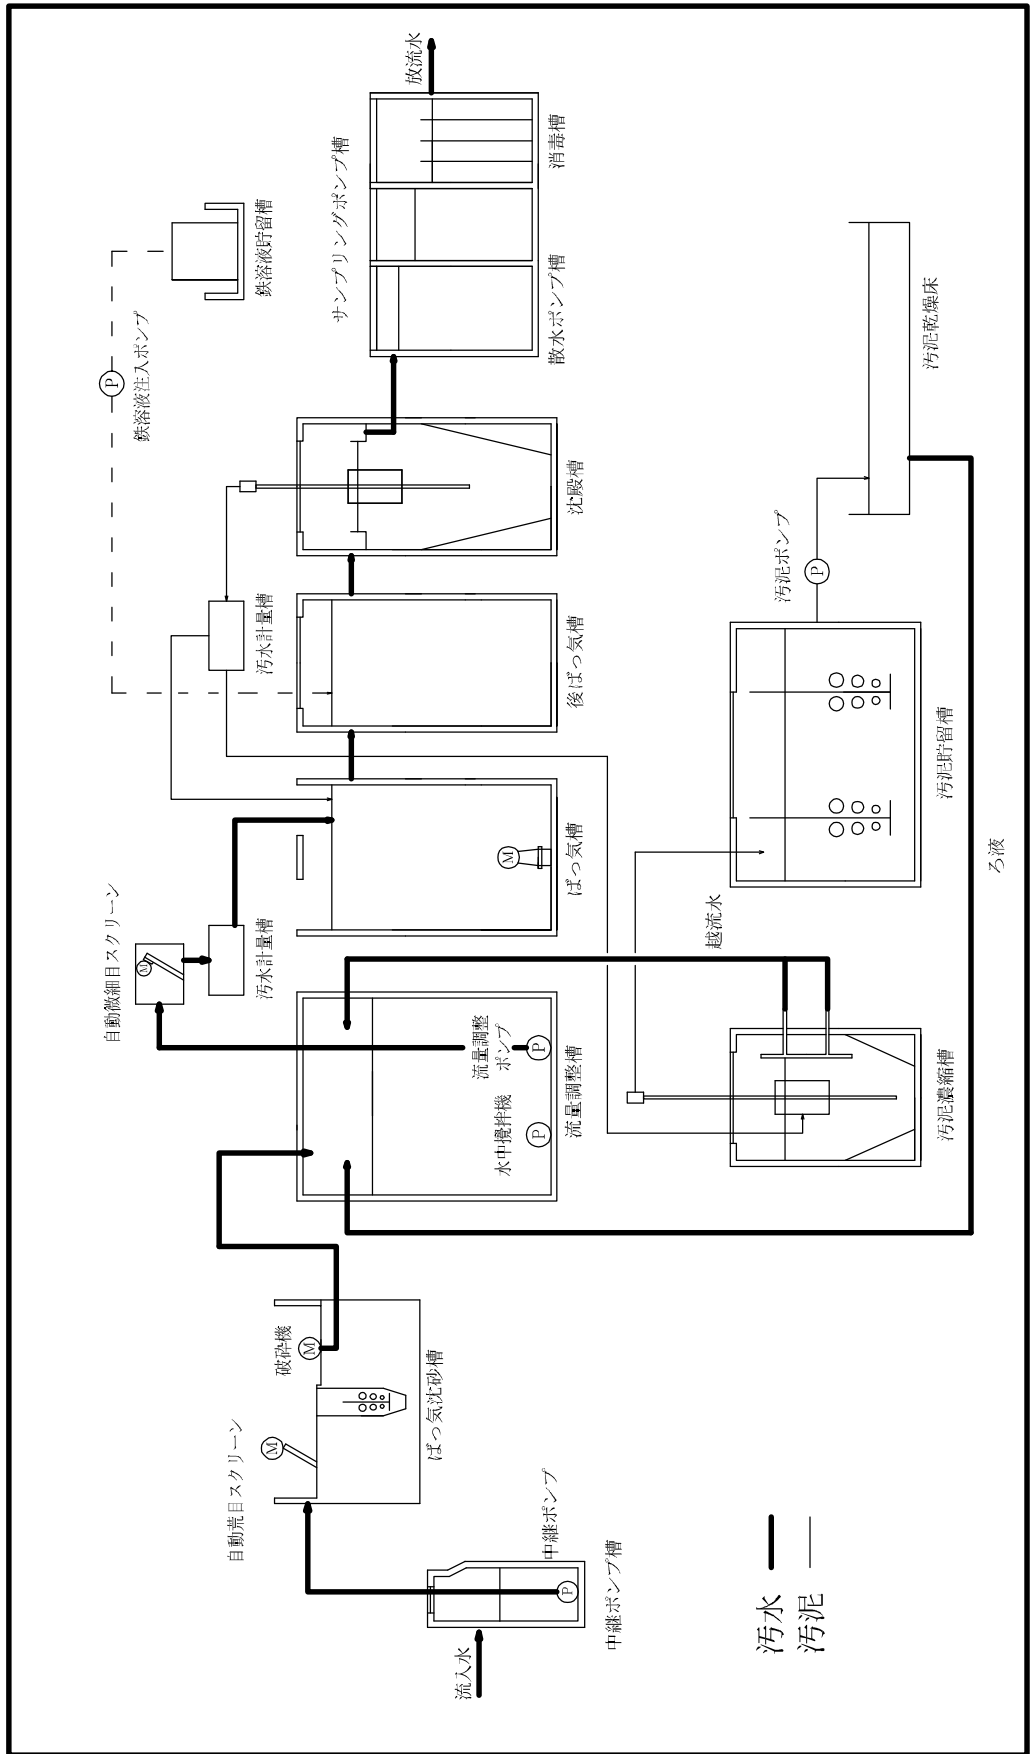 流入水
中継ポンプ
P
中継ポンプ槽
自動荒目スクリーン
M
破砕機
M
ばっ気沈砂槽
水中攪拌機
P
流量調整
ポンプ
P
流量調整槽
自動微細目スクリーン
M
汚水計量槽
M
ばっ気槽
汚水計量槽
後ばっ気槽
鉄溶液注入ポンプ
P
鉄溶液貯留槽
沈殿槽
サンプリングポンプ槽
散水ポンプ槽
消毒槽
放流水
越流水
汚泥濃縮槽
汚泥貯留槽
汚泥ポンプ
P
汚泥乾燥床
ろ液
汚水
汚泥